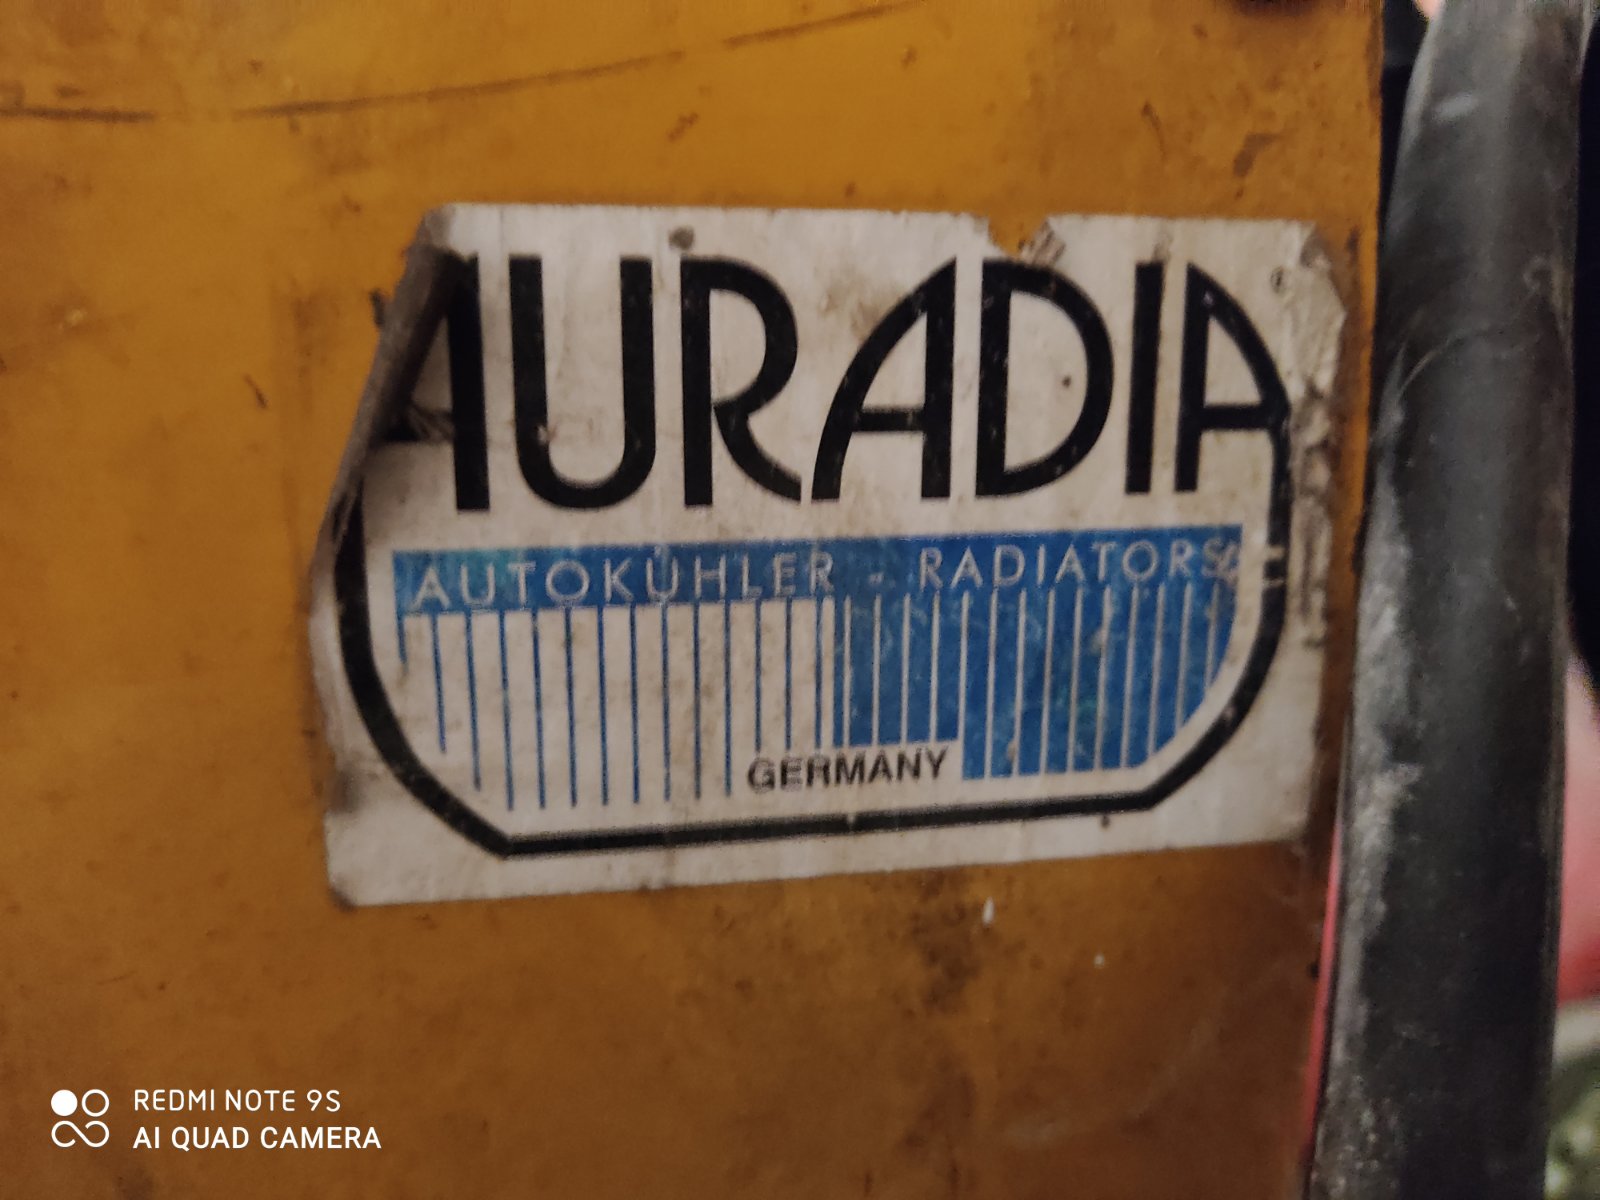 AURADIA
AUTOKÜHLER - RADIATORS
GERMANY
REDMI NOTE 9S
AI QUAD CAMERA